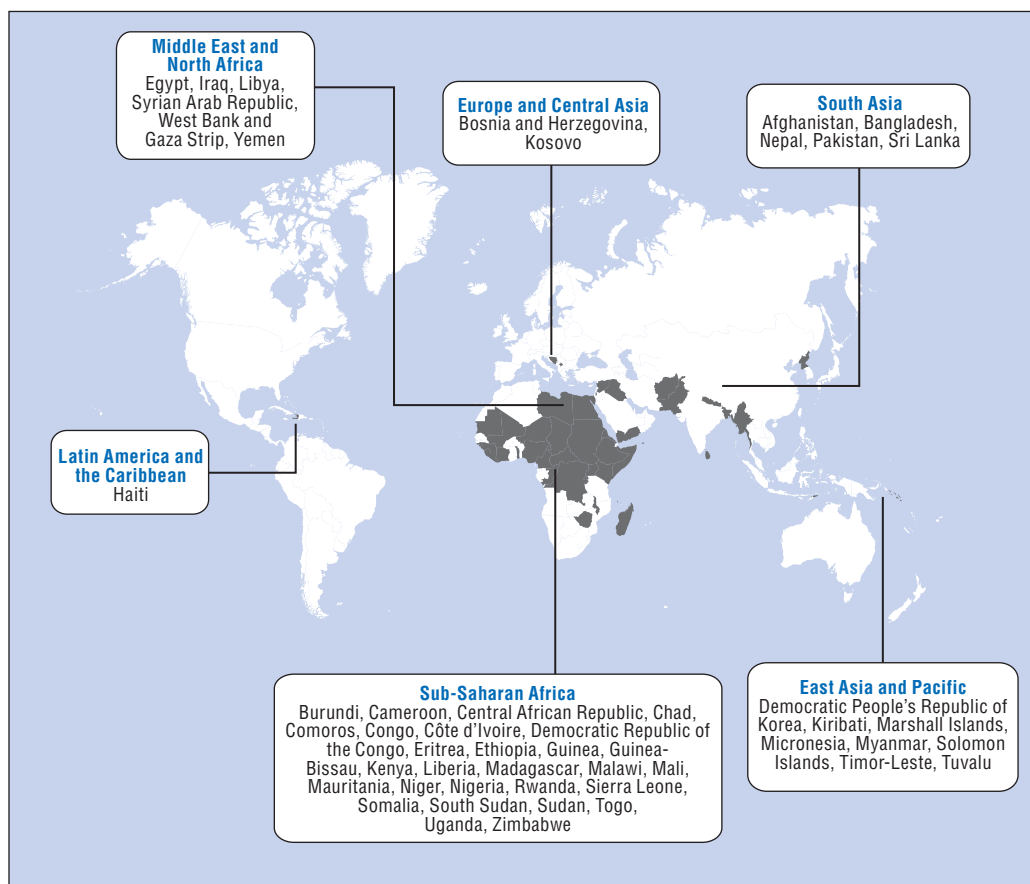 Middle East and
North Africa
Egypt, Iraq, Libya,
Syrian Arab Republic,
West Bank and
Gaza Strip, Yemen
Europe and Central Asia
Bosnia and Herzegovina,
Kosovo
South Asia
Afghanistan, Bangladesh,
Nepal, Pakistan, Sri Lanka
Latin America and
the Caribbean
Haiti
Sub-Saharan Africa
Burundi, Cameroon, Central African Republic, Chad,
Comoros, Congo, Côte d'Ivoire, Democratic Republic of
the Congo, Eritrea, Ethiopia, Guinea, Guinea-
Bissau, Kenya, Liberia, Madagascar, Malawi, Mali,
Mauritania, Niger, Nigeria, Rwanda, Sierra Leone,
Somalia, South Sudan, Sudan, Togo,
Uganda, Zimbabwe
East Asia and Pacific
Democratic People's Republic of
Korea, Kiribati, Marshall Islands,
Micronesia, Myanmar, Solomon
Islands, Timor-Leste, Tuvalu